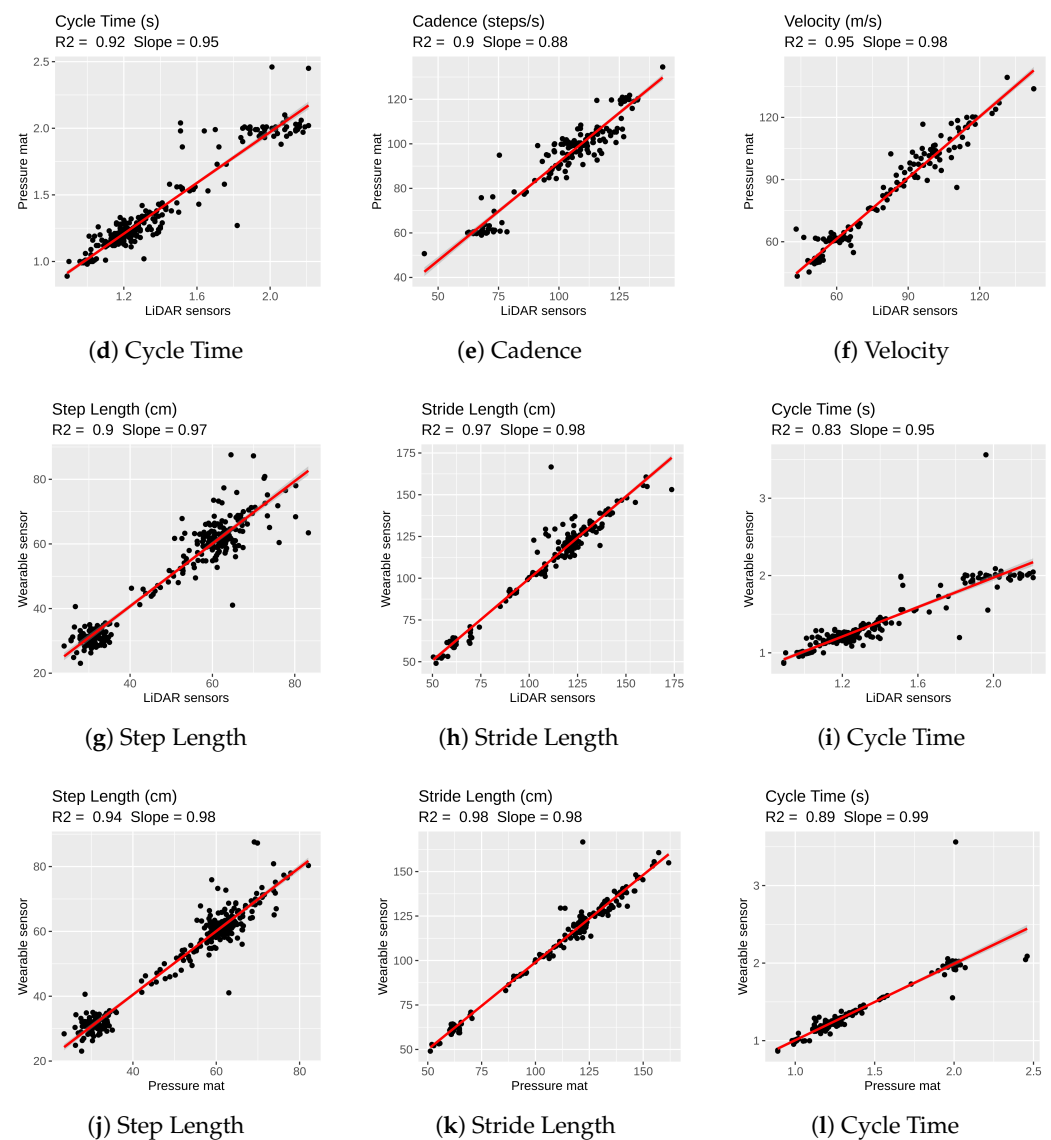 Cycle Time (s)
R2 =  0.92  Slope = 0.95
2.5
2.0
1.5
1.0
Pressure mat
1.2
1.6
2.0
LiDAR sensors
(d) Cycle Time
Cadence (steps/s)
R2 =  0.9  Slope = 0.88
120
100
80
60
40
Pressure mat
50
75
100
125
LiDAR sensors
(e) Cadence
Velocity (m/s)
R2 =  0.95  Slope = 0.98
120
90
60
Pressure mat
60
90
120
LiDAR sensors
(f) Velocity
Step Length (cm)
R2 =  0.9  Slope = 0.97
80
60
40
20
Wearable sensor
40
60
80
LiDAR sensors
(g) Step Length
Stride Length (cm)
R2 =  0.97  Slope = 0.98
175
150
125
100
75
50
Wearable sensor
50
75
100
125
150
175
LiDAR sensors
(h) Stride Length
Cycle Time (s)
R2 =  0.83  Slope = 0.95
3
2
1
Wearable sensor
1.2
1.6
2.0
LiDAR sensors
(i) Cycle Time
Step Length (cm)
R2 =  0.94  Slope = 0.98
80
60
40
20
Wearable sensor
40
60
80
Pressure mat
(j) Step Length
Stride Length (cm)
R2 =  0.98  Slope = 0.98
150
125
100
75
50
Wearable sensor
50
75
100
125
150
Pressure mat
(k) Stride Length
Cycle Time (s)
R2 =  0.89  Slope = 0.99
3
2
1
Wearable sensor
1.0
1.5
2.0
2.5
Pressure mat
(l) Cycle Time